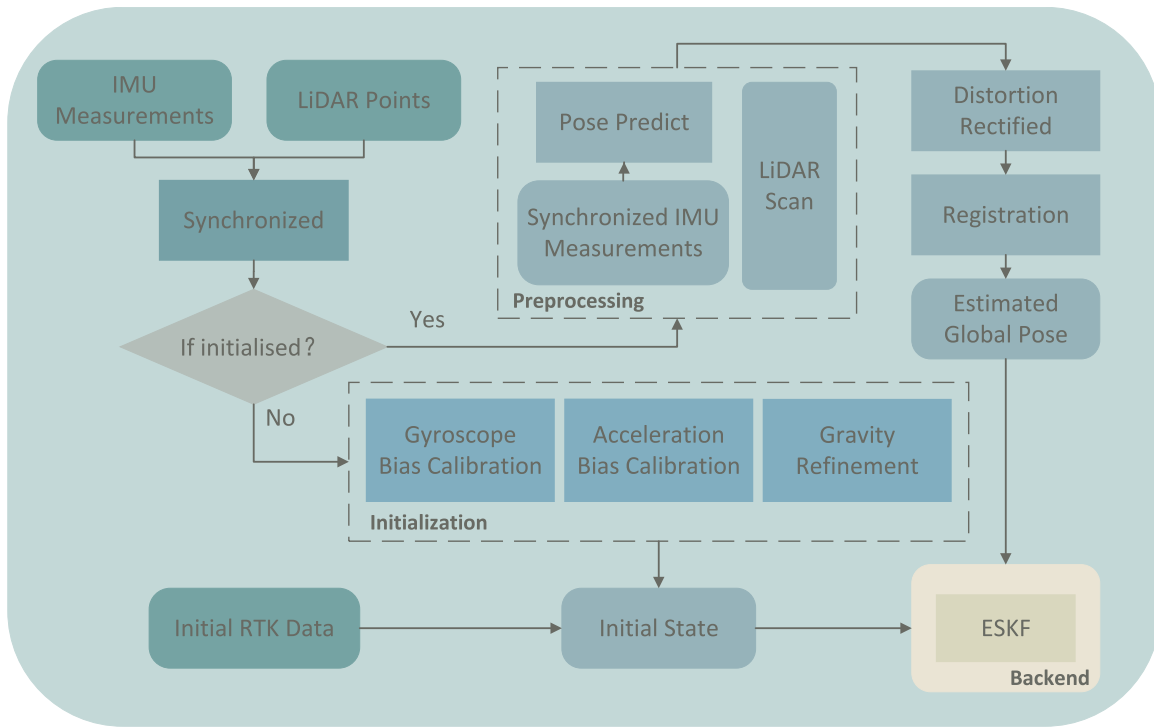 IMU
Measurements
LiDAR Points
Synchronized
If initialised?
Yes
No
Pose Predict
Synchronized IMU
Measurements
LiDAR
Scan
Preprocessing
Distortion
Rectified
Registration
Estimated
Global Pose
Gyroscope
Bias Calibration
Acceleration
Bias Calibration
Gravity
Refinement
Initialization
Initial RTK Data
Initial State
ESKF
Backend